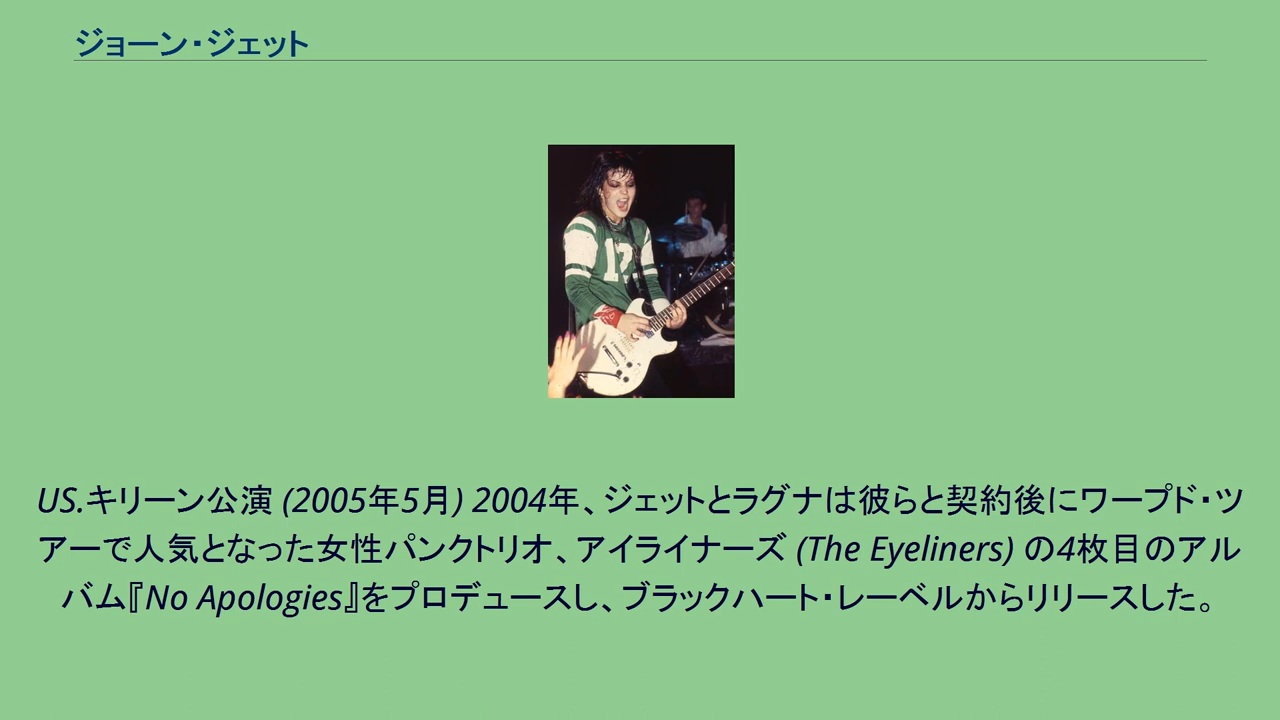 ジョーン・ジェット
US.キリーン公演 (2005年5月) 2004年、ジェットとラグナは彼らと契約後にワープド・ツ
アーで人気となった女性パンクトリオ、アイライナーズ (The Eyeliners) の4枚目のアル
バム『No Apologies』をプロデュースし、ブラックハート・レーベルからリリースした。